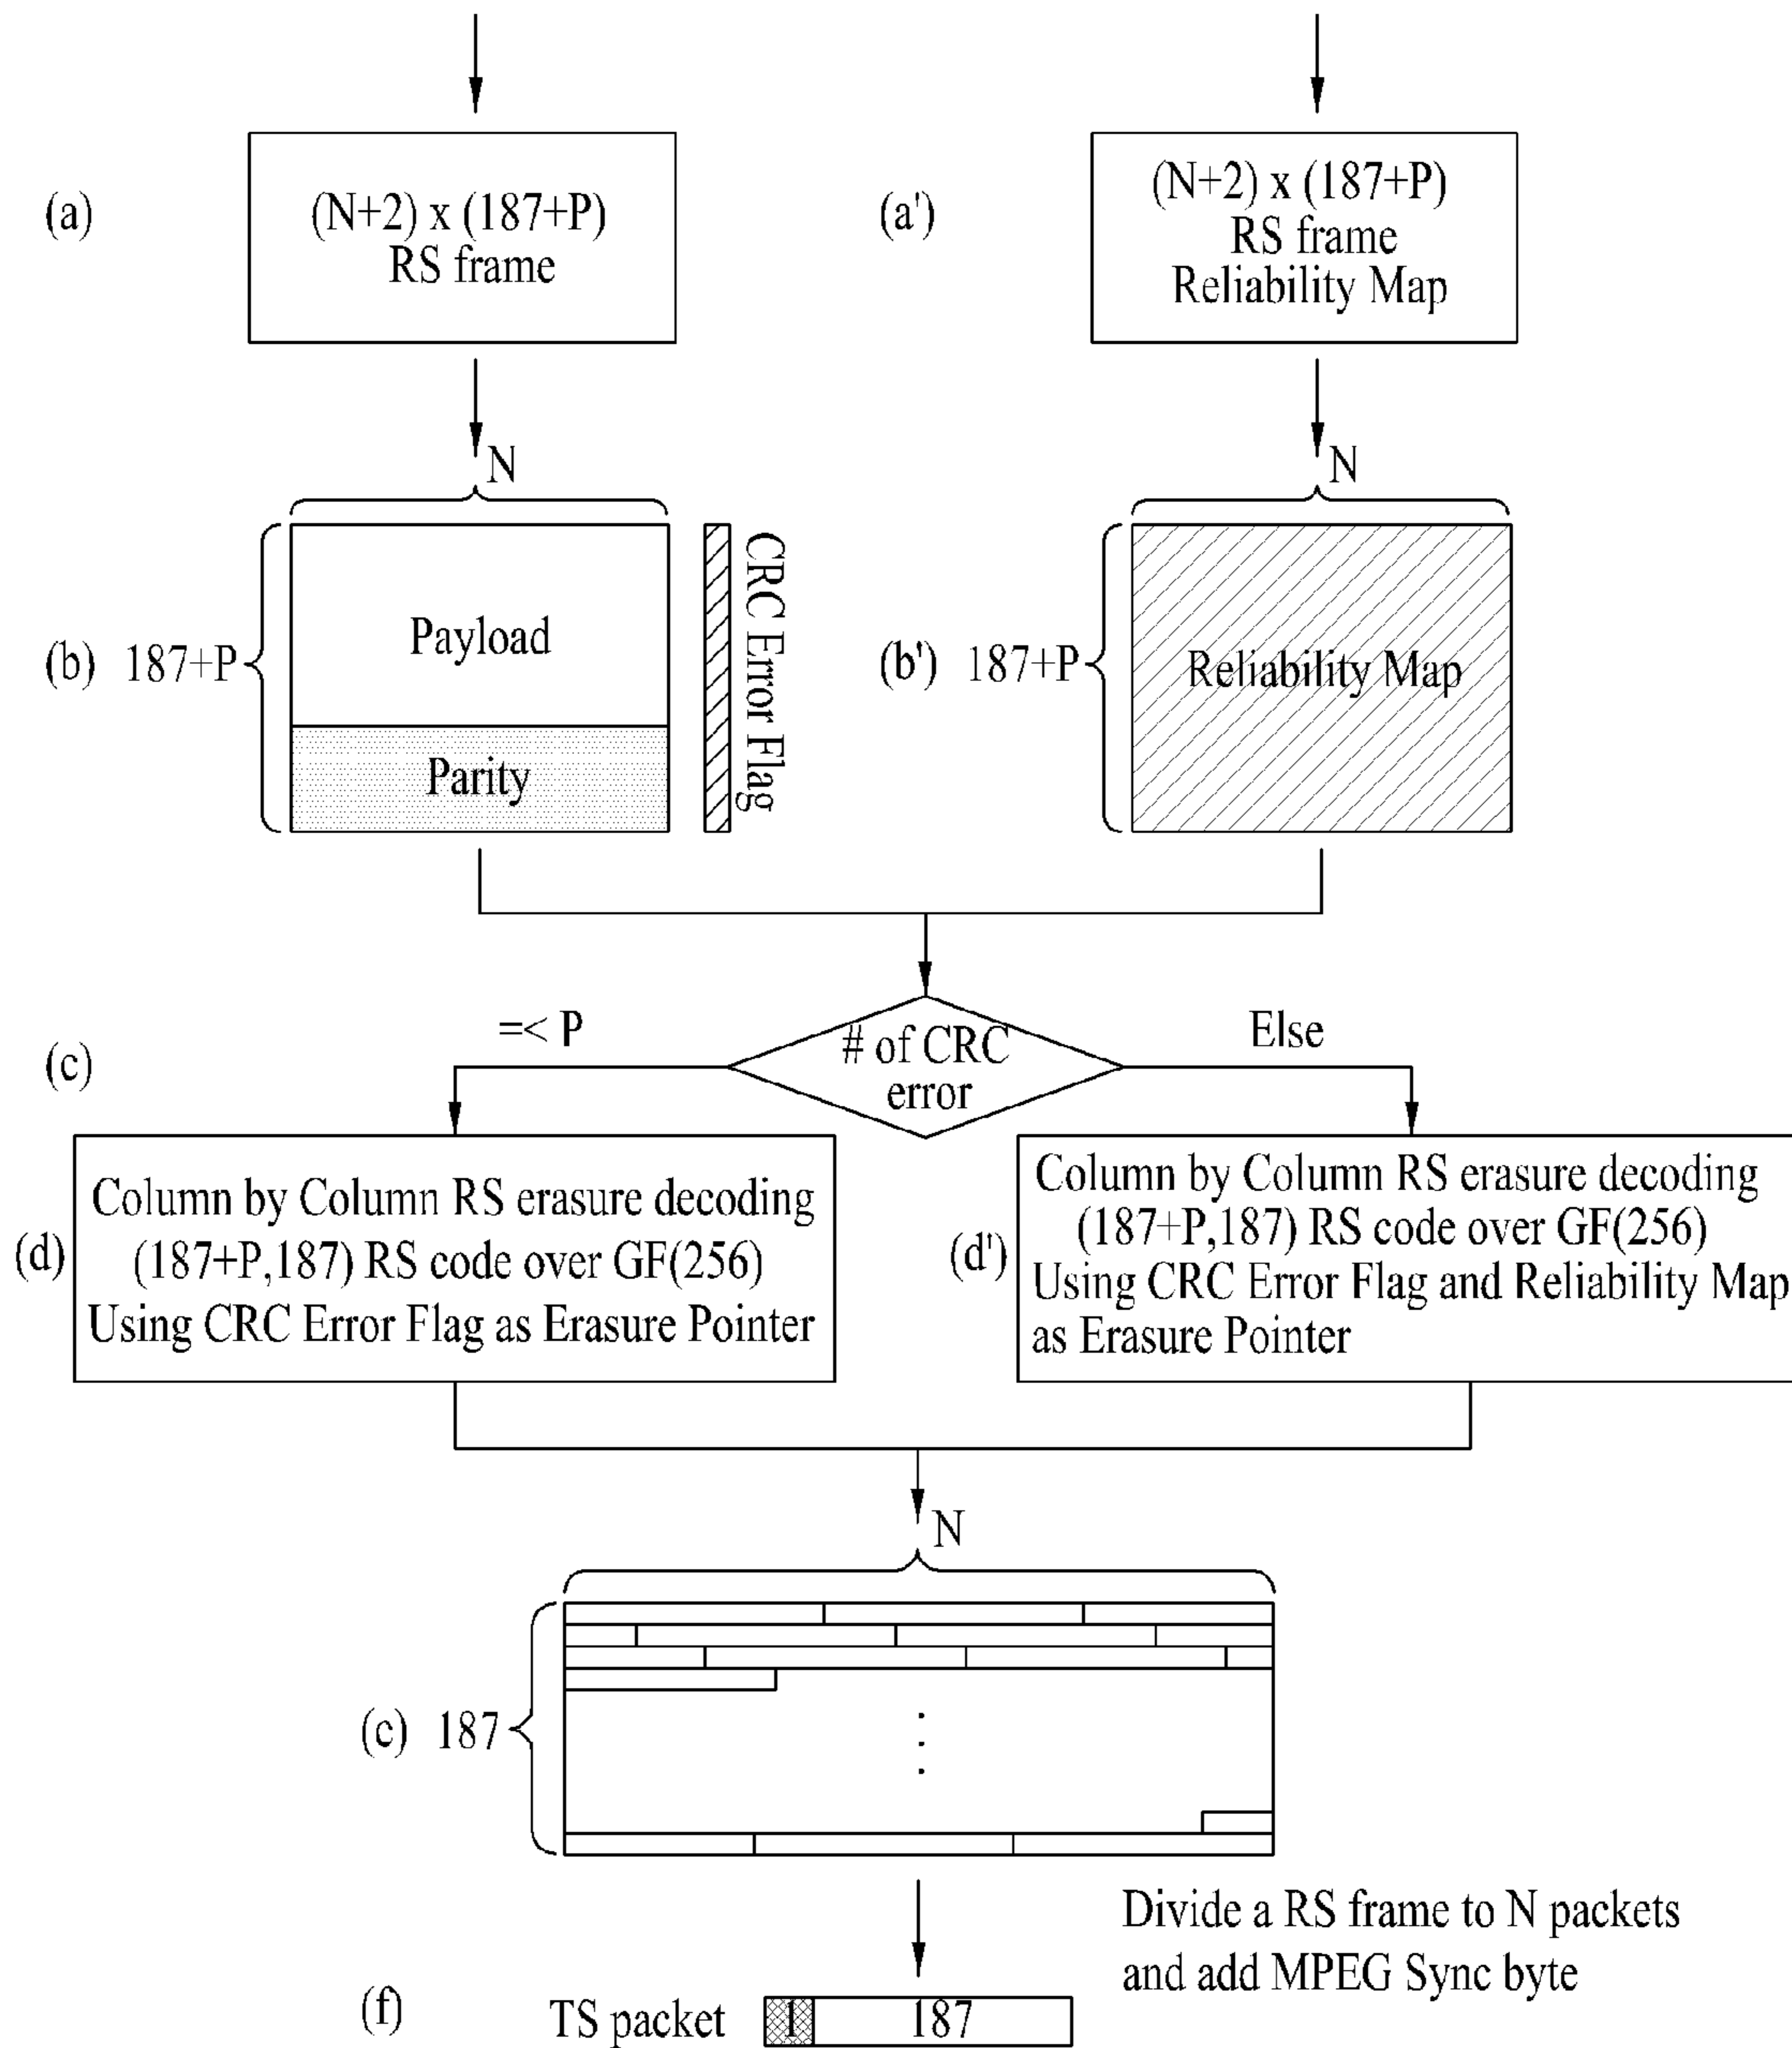 (a)
(N+2) x (187+P)
RS frame
(a')
(N+2) x (187+P)
RS frame
Reliability Map
N
N
(b)
187+P
Payload
Parity
CRC Error Flag
(b')
187+P
Reliability Map
(c)
=< P
# of CRC
error
Else
(d)
Column by Column RS erasure decoding
(187+P,187) RS code over GF(256)
Using CRC Error Flag as Erasure Pointer
(d')
Column by Column RS erasure decoding
(187+P,187) RS code over GF(256)
Using CRC Error Flag and Reliability Map
as Erasure Pointer
N
(c)
187
Divide a RS frame to N packets
and add MPEG Sync byte
(f)
TS packet
1
187